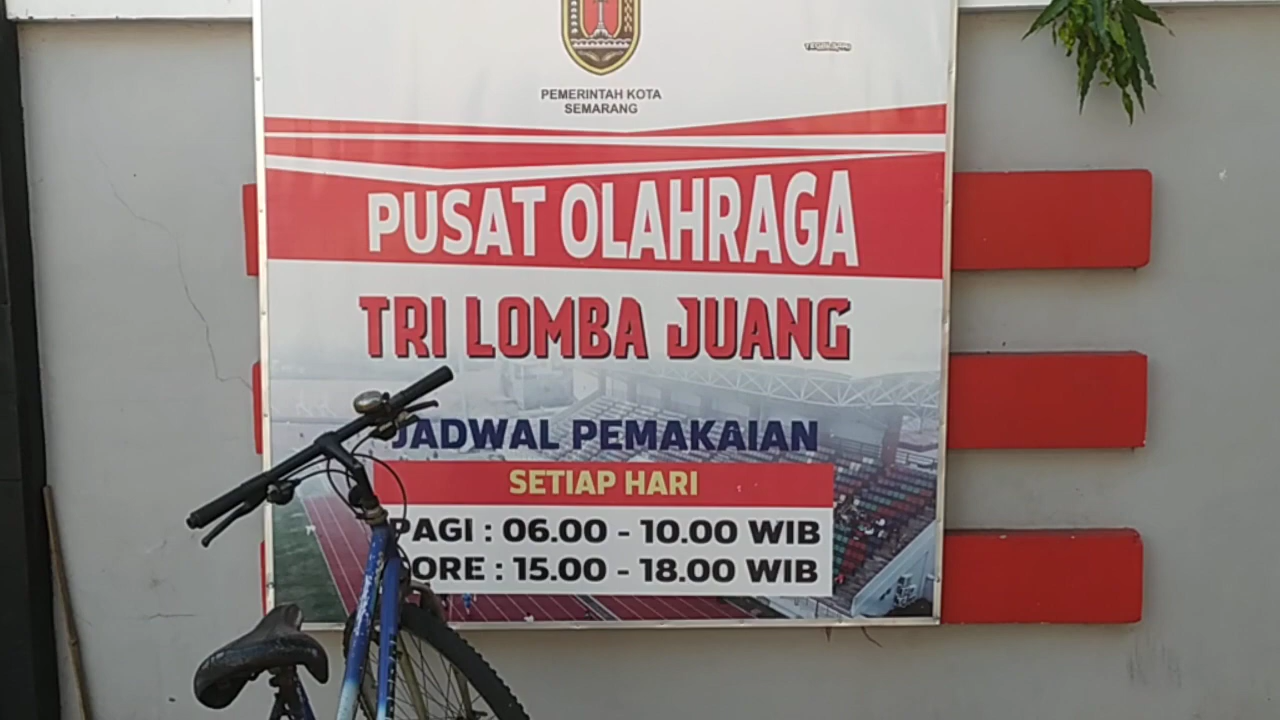 PEMERINTAH KOTA
SEMARANG
PUSAT OLAHRAGA
TRI LOMBA JUANG
JADWAL PEMAKAIAN
SETIAP HARI
PAGI : 06.00 - 10.00 WIB
SORE : 15.00 - 18.00 WIB